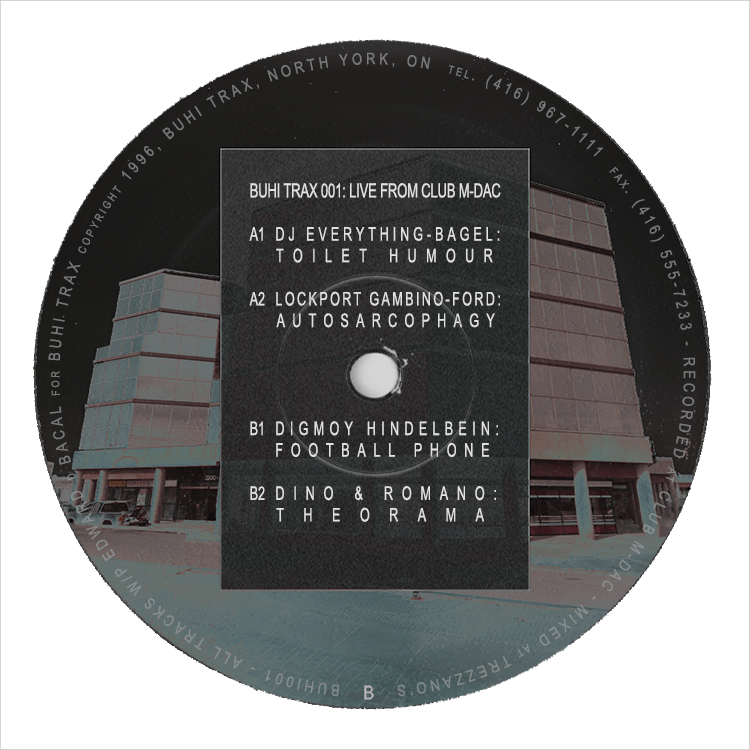 BUHI TRAX 001: LIVE FROM CLUB M-DAC
A1 DJ EVERYTHING-BAGEL:
TOILET HUMOUR
A2 LOCKPORT GAMBINO-FORD:
AUTOSARCOPHAGY
B1 DIGMOY HINDELBEIN:
FOOTBALL PHONE
B2 DINO & ROMANO:
THEORAMA
B
BUHI001 - ALL TRACKS W/P EDWARD BACAL FOR BUHI TRAX COPYRIGHT 1996, BUHI TRAX, NORTH YORK, ON TEL. (416) 967-1111 FAX. (416) 555-7233 - RECORDED CLUB M-DAC - MIXED AT TREZZANO'S